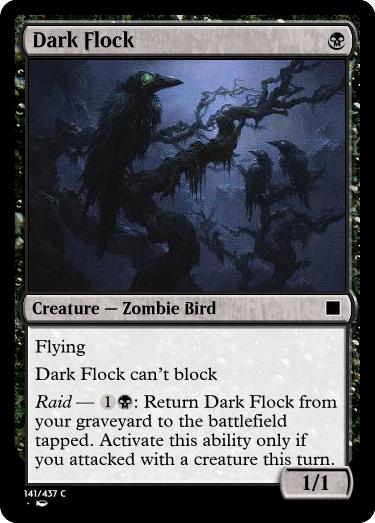 Dark Flock
Creature — Zombie Bird
Flying
Dark Flock can't block
Raid — 1 : Return Dark Flock from
your graveyard to the battlefield
tapped. Activate this ability only if
you attacked with a creature this turn.
1/1
141/437 C